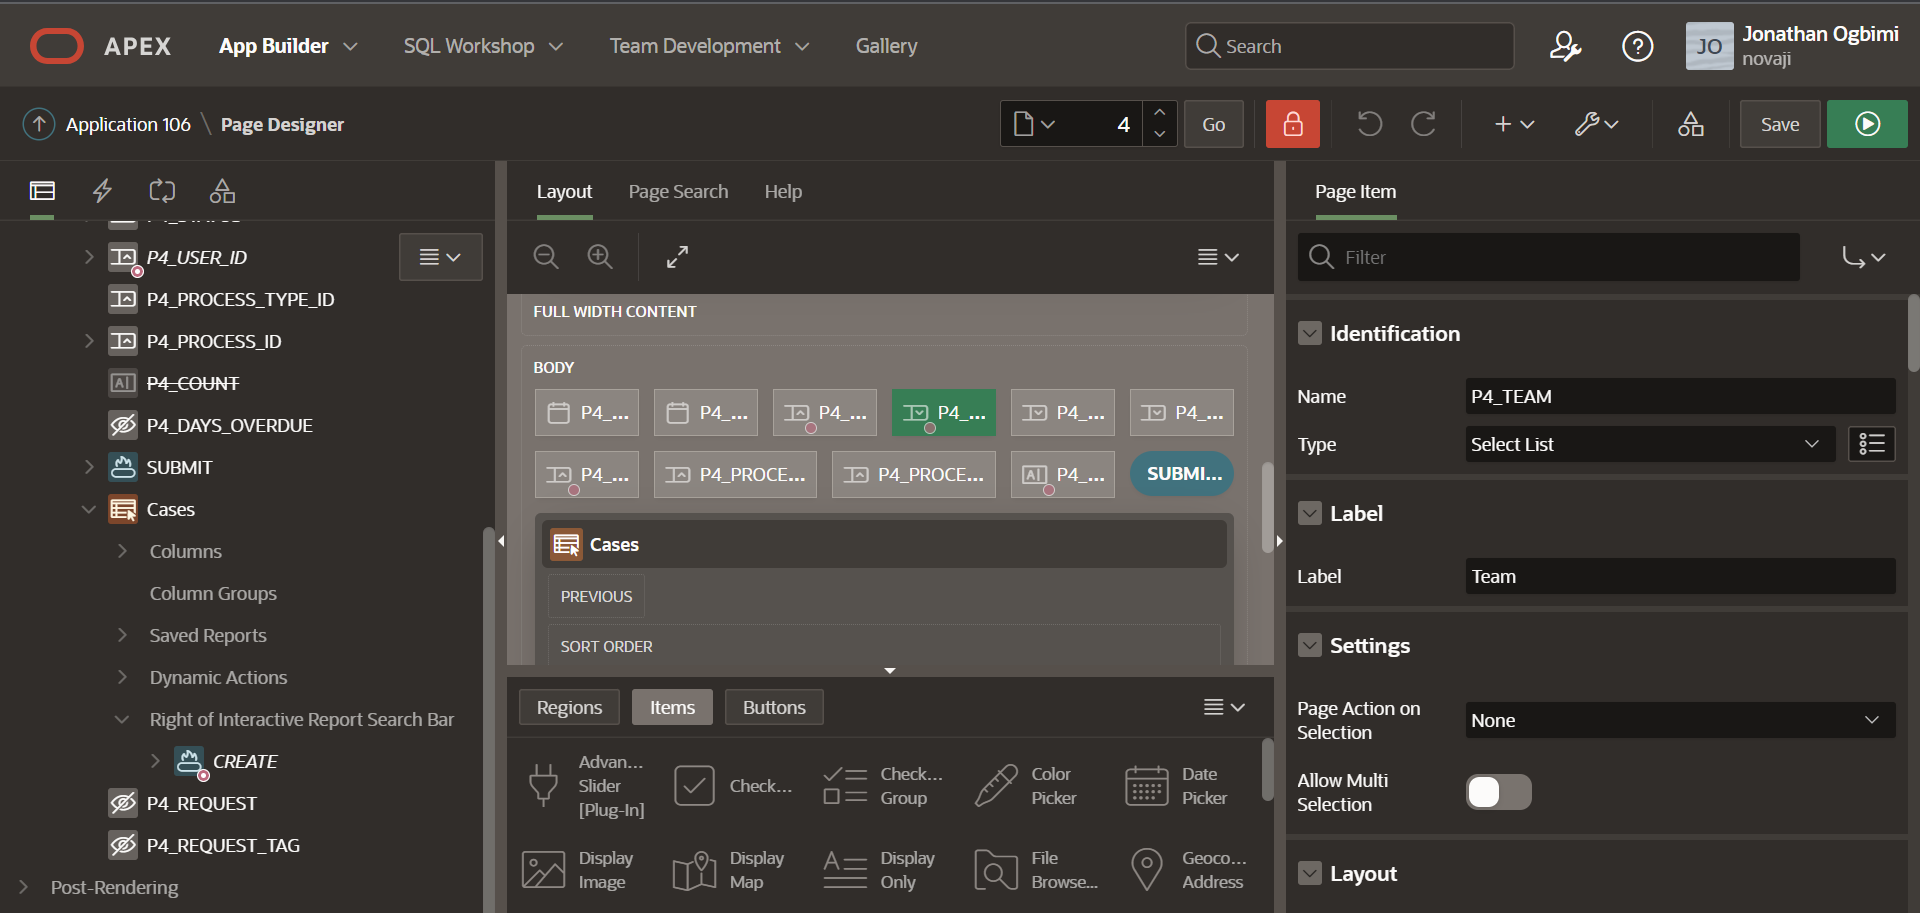 APEX
App Builder
SQL Workshop
Team Development
Gallery
Search
JO
Jonathan Ogbimi
novaji
Application 106 \ Page Designer
4
Go
Save
P4_USER_ID
P4_PROCESS_TYPE_ID
P4_PROCESS_ID
P4_COUNT
P4_DAYS_OVERDUE
SUBMIT
Cases
Columns
Column Groups
Saved Reports
Dynamic Actions
Right of Interactive Report Search Bar
CREATE
P4_REQUEST
P4_REQUEST_TAG
Post-Rendering
Layout
Page Search
Help
FULL WIDTH CONTENT
BODY
P4_...
P4_...
P4_...
P4_...
P4_...
P4_...
P4_...
P4_PROCE...
P4_PROCE...
P4_...
SUBMI...
Cases
PREVIOUS
SORT ORDER
Regions
Items
Buttons
Advan...
Slider
[Plug-In]
Check...
Check...
Group
Color
Picker
Date
Picker
Display
Image
Display
Map
Display
Only
File
Browse...
Geoco...
Address
Page Item
Filter
Identification
Name
P4_TEAM
Type
Select List
Label
Label
Team
Settings
Page Action on
Selection
None
Allow Multi
Selection
Layout